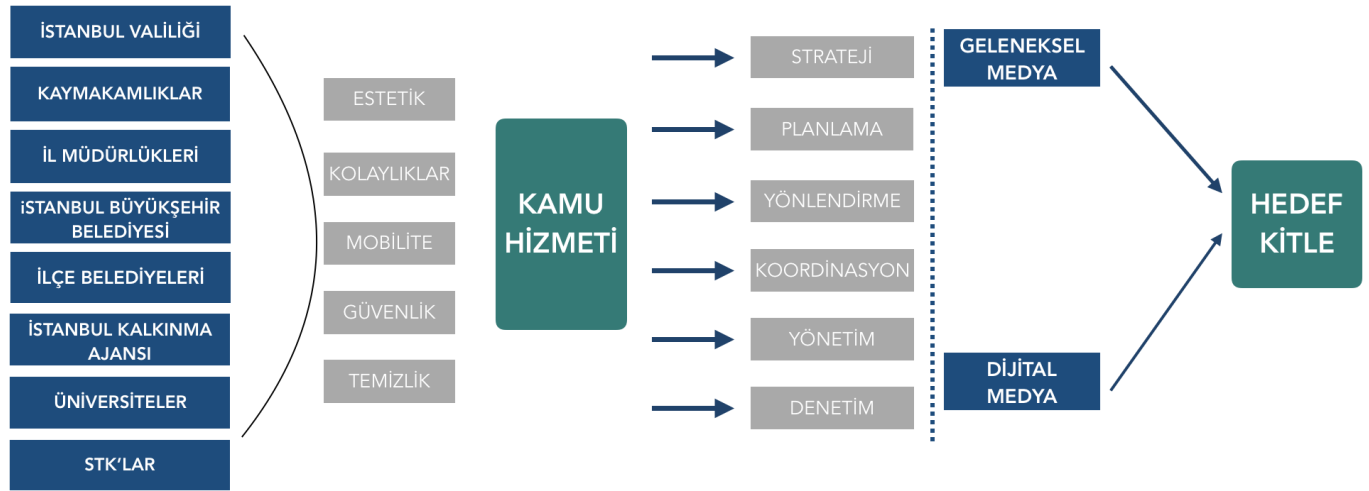 İSTANBUL VALİLİĞİ
KAYMAKAMLIKLAR
İL MÜDÜRLÜKLERİ
iSTANBUL BÜYÜKŞEHİR
BELEDİYESİ
İLÇE BELEDİYELERİ
İSTANBUL KALKINMA
AJANSI
ÜNİVERSİTELER
STK’LAR
ESTETİK
KOLAYLIKLAR
MOBİLİTE
GÜVENLİK
TEMİZLİK
KAMU
HİZMETİ
STRATEJİ
PLANLAMA
YÖNLENDİRME
KOORDİNASYON
YÖNETİM
DENETİM
GELENEKSEL
MEDYA
DİJİTAL
MEDYA
HEDEF
KİTLE